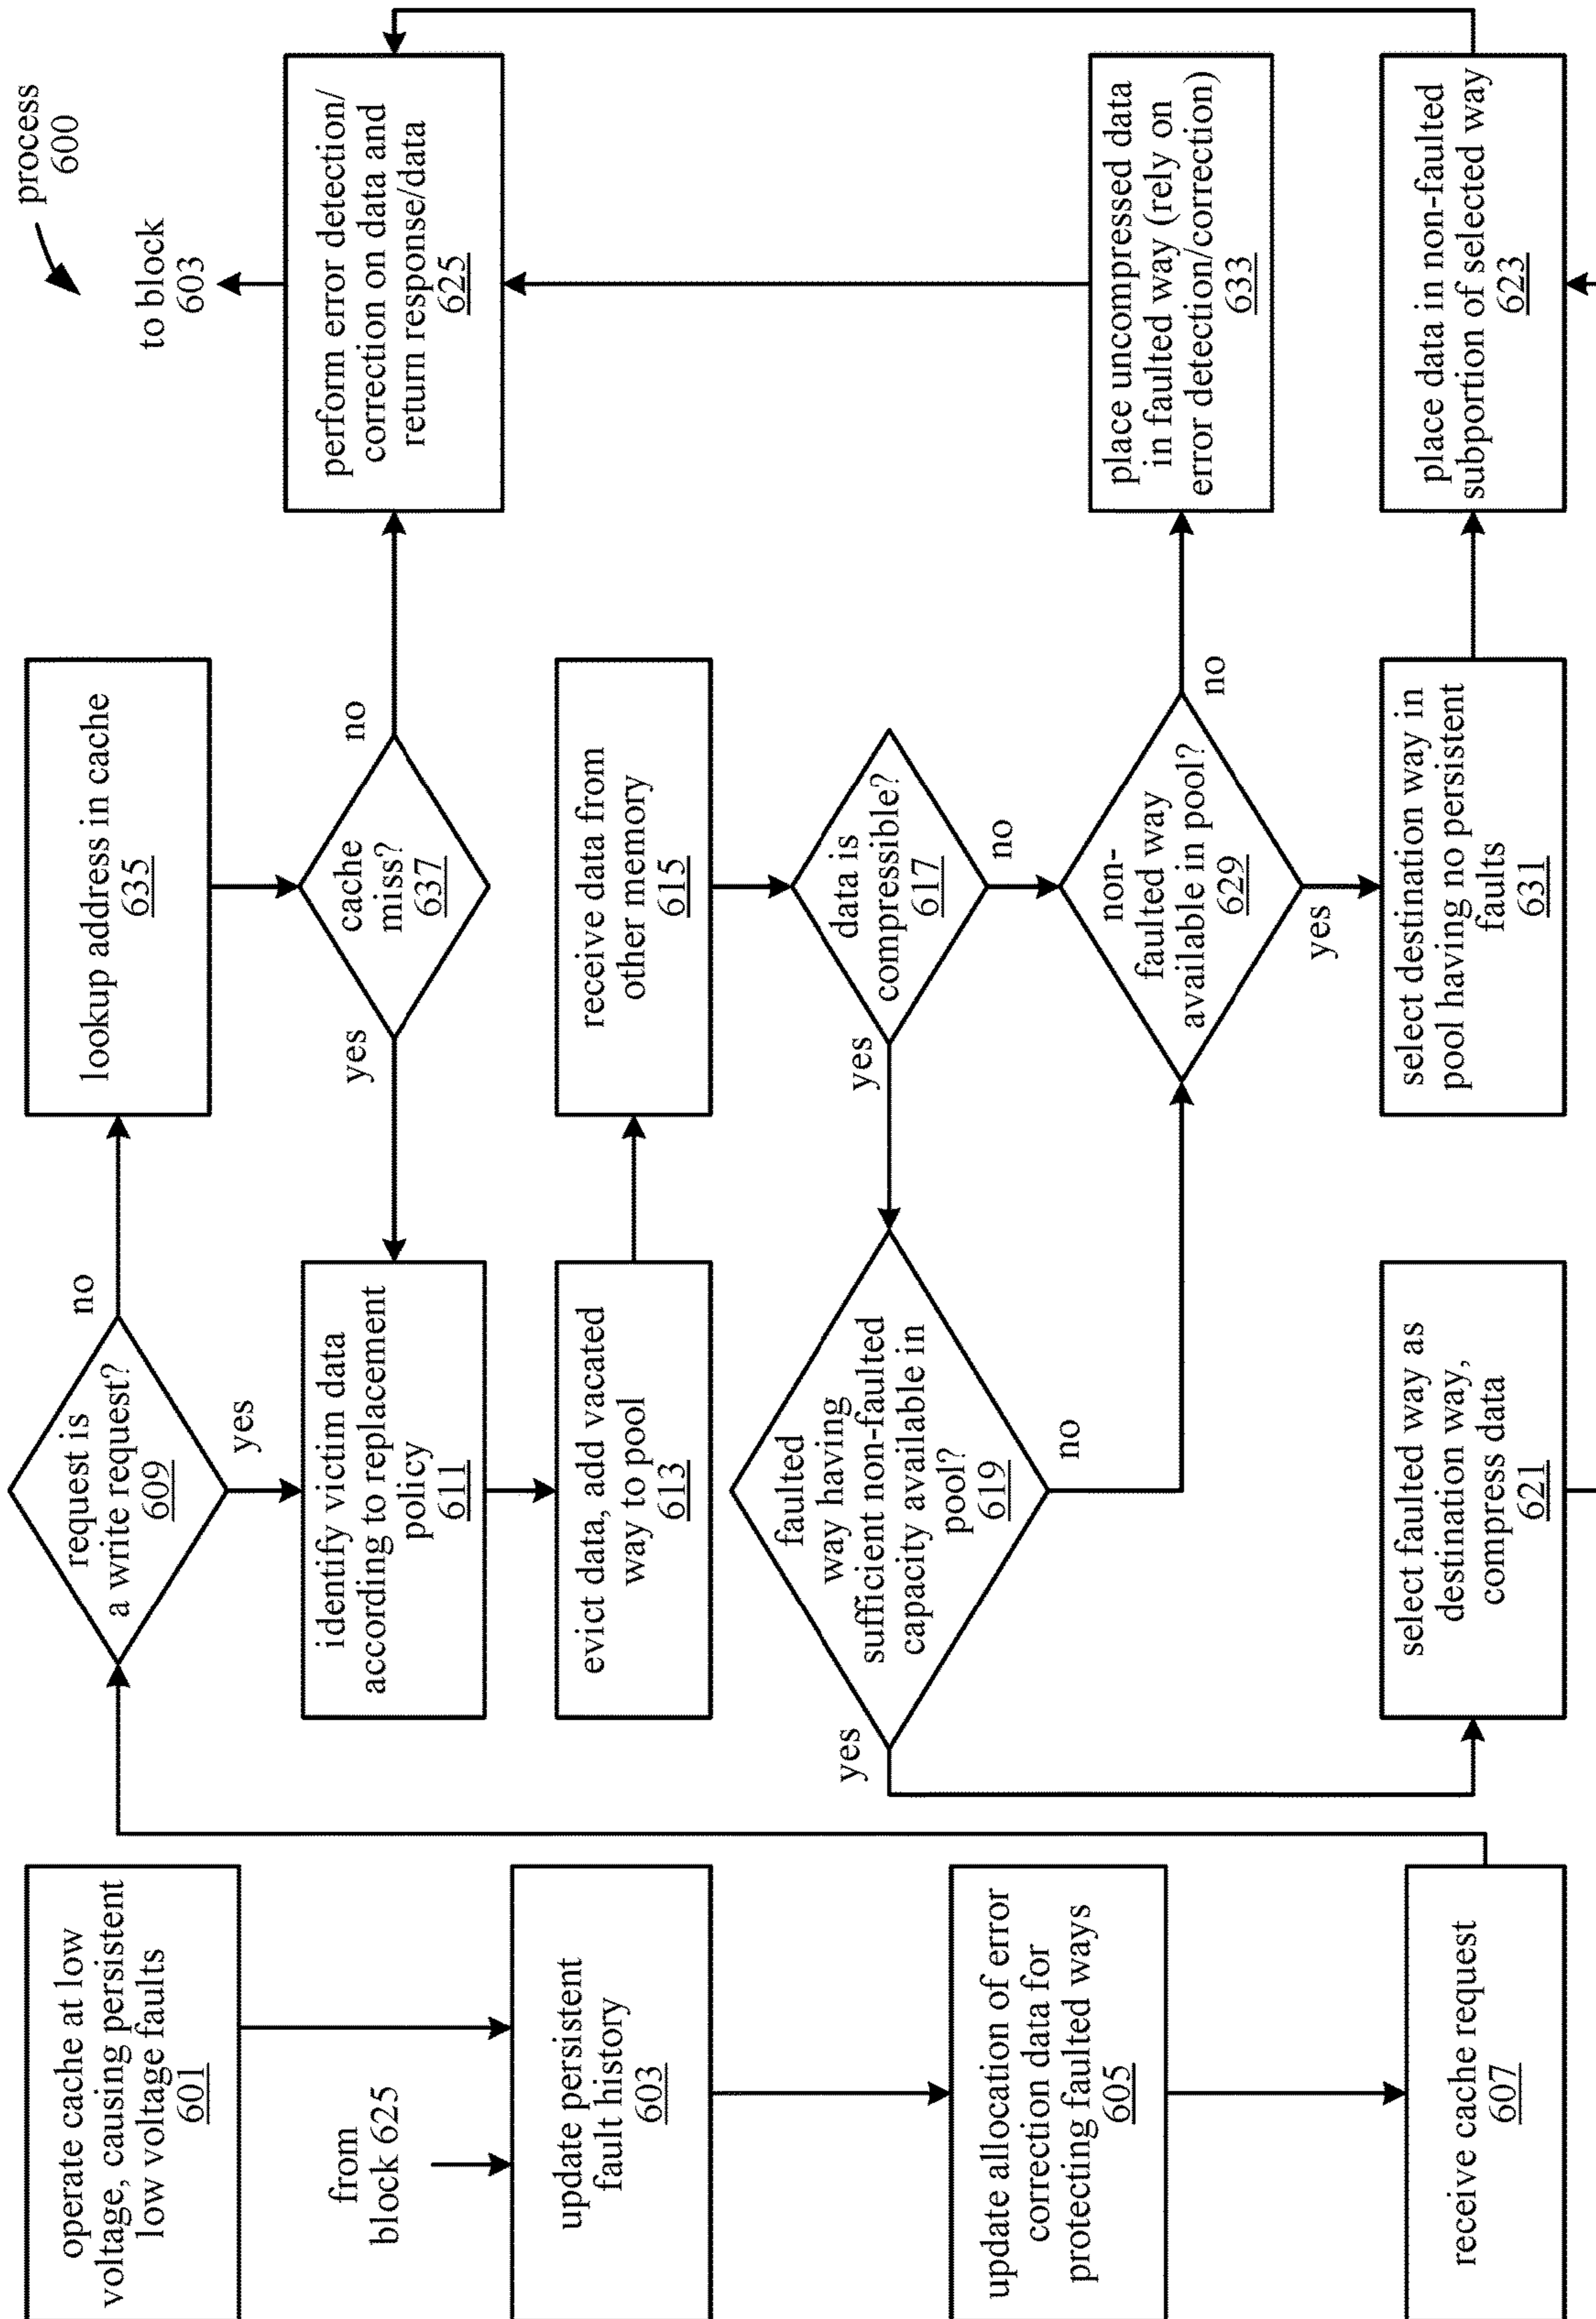 process
600
operate cache at low
voltage, causing persistent
low voltage faults
601
from
block 625
update persistent
fault history
603
update allocation of error
correction data for
protecting faulted ways
605
receive cache request
607
request is
a write request?
609
no
yes
identify victim data
according to replacement
policy
611
evict data, add vacated
way to pool
613
faulted
way having
sufficient non-faulted
capacity available in
pool?
619
yes
no
select faulted way as
destination way,
compress data
621
lookup address in cache
635
cache
miss?
637
yes
no
receive data from
other memory
615
data is
compressible?
617
yes
no
non-
faulted way
available in pool?
629
no
yes
select destination way in
pool having no persistent
faults
631
to block
603
perform error detection/
correction on data and
return response/data
625
place uncompressed data
in faulted way (rely on
error detection/correction)
633
place data in non-faulted
subportion of selected way
623